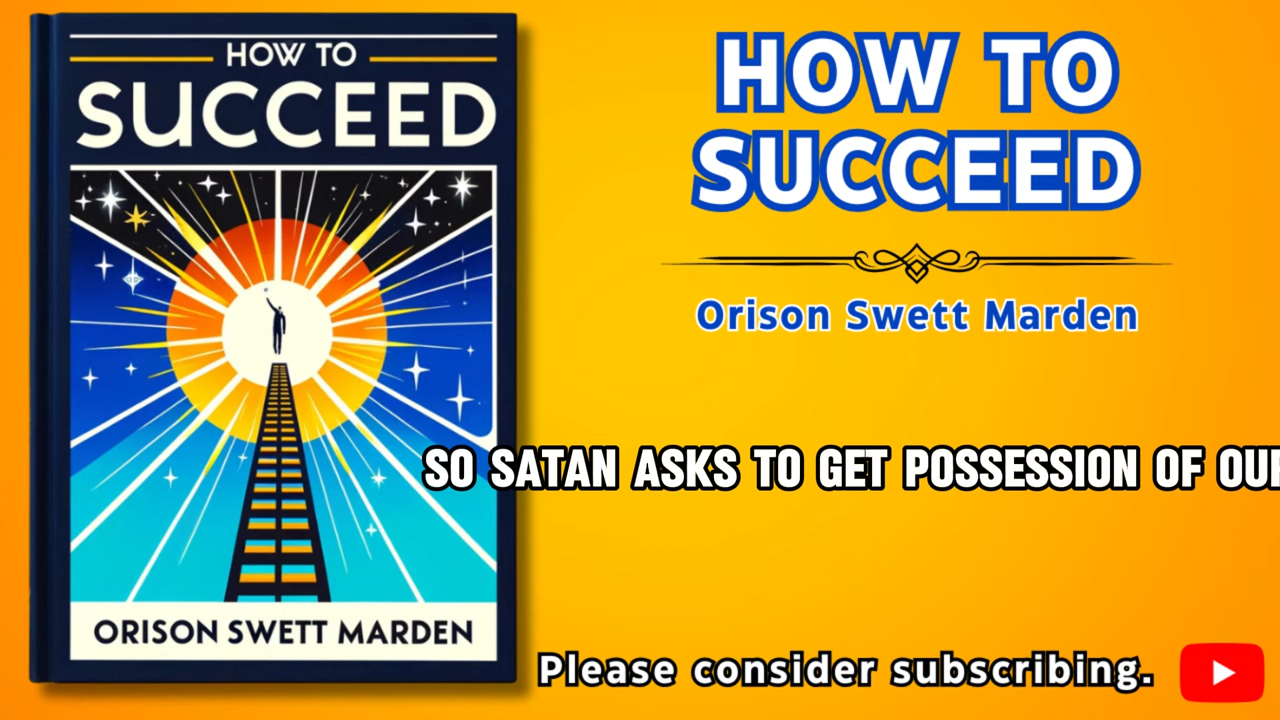 HOW TO
SUCCEED
ORISON SWETT MARDEN
HOW TO
SUCCEED
Orison Swett Marden
SO SATAN ASKS TO GET POSSESSION OF OUR
Please consider subscribing.